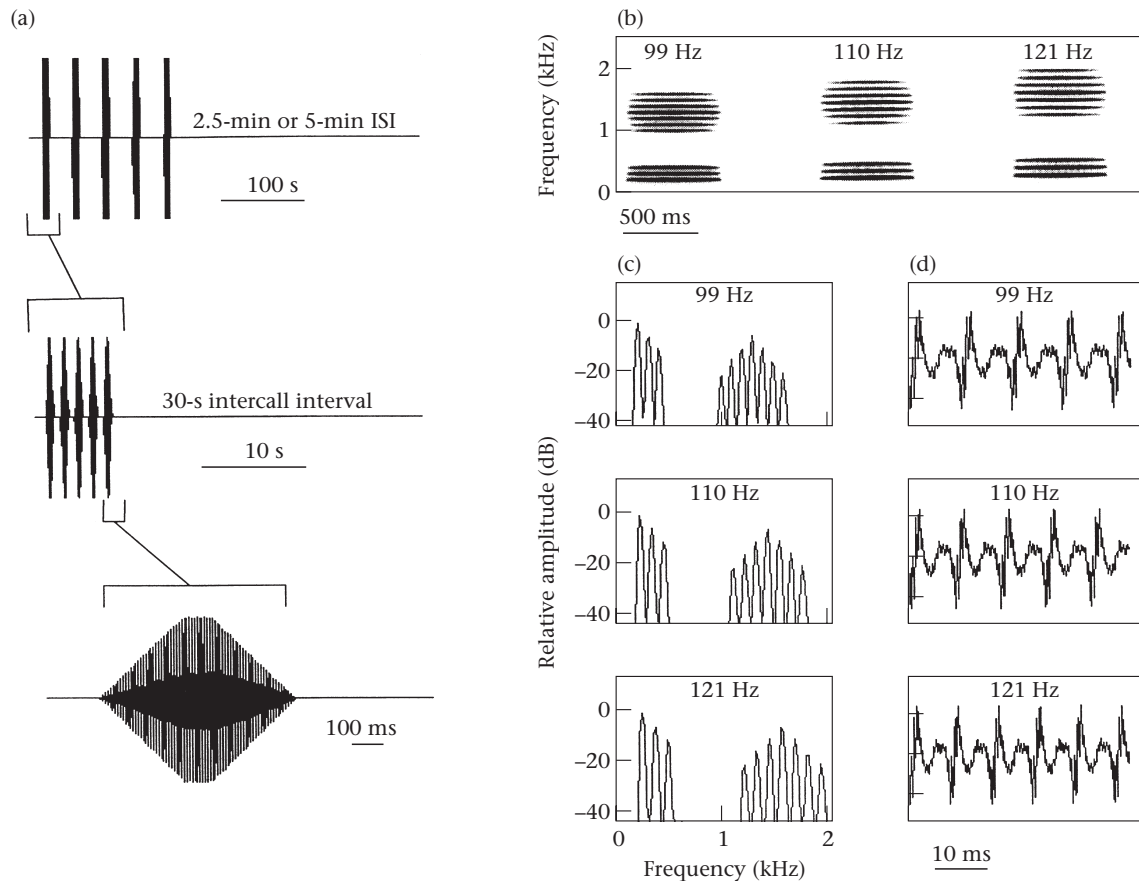 (a)
2.5-min or 5-min ISI
100 s
30-s intercall interval
10 s
100 ms
(b)
Frequency (kHz)
2
1
0
99 Hz
110 Hz
121 Hz
500 ms
(c)
Relative amplitude (dB)
99 Hz
0
−20
−40
110 Hz
0
−20
−40
121 Hz
0
−20
−40
0
1
2
Frequency (kHz)
(d)
99 Hz
110 Hz
121 Hz
10 ms